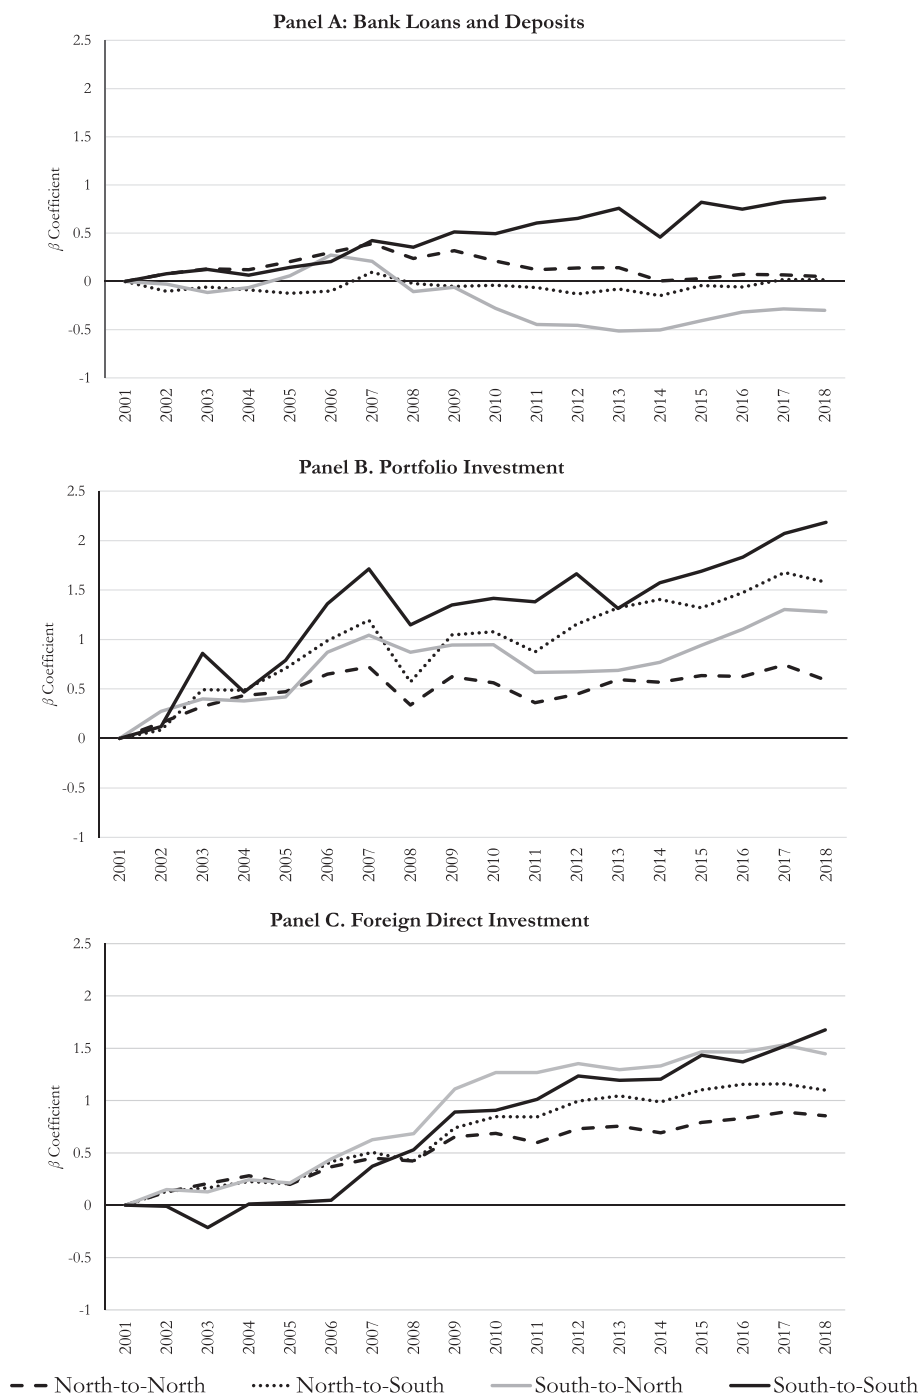 Panel A: Bank Loans and Deposits
2.5
2
1.5
1
0.5
0
-0.5
-1
β Coefficient
2001 2002 2003 2004 2005 2006 2007 2008 2009 2010 2011 2012 2013 2014 2015 2016 2017 2018
Panel B. Portfolio Investment
2.5
2
1.5
1
0.5
0
-0.5
-1
β Coefficient
2001 2002 2003 2004 2005 2006 2007 2008 2009 2010 2011 2012 2013 2014 2015 2016 2017 2018
Panel C. Foreign Direct Investment
2.5
2
1.5
1
0.5
0
-0.5
-1
β Coefficient
2001 2002 2003 2004 2005 2006 2007 2008 2009 2010 2011 2012 2013 2014 2015 2016 2017 2018
North-to-North North-to-South South-to-North South-to-South